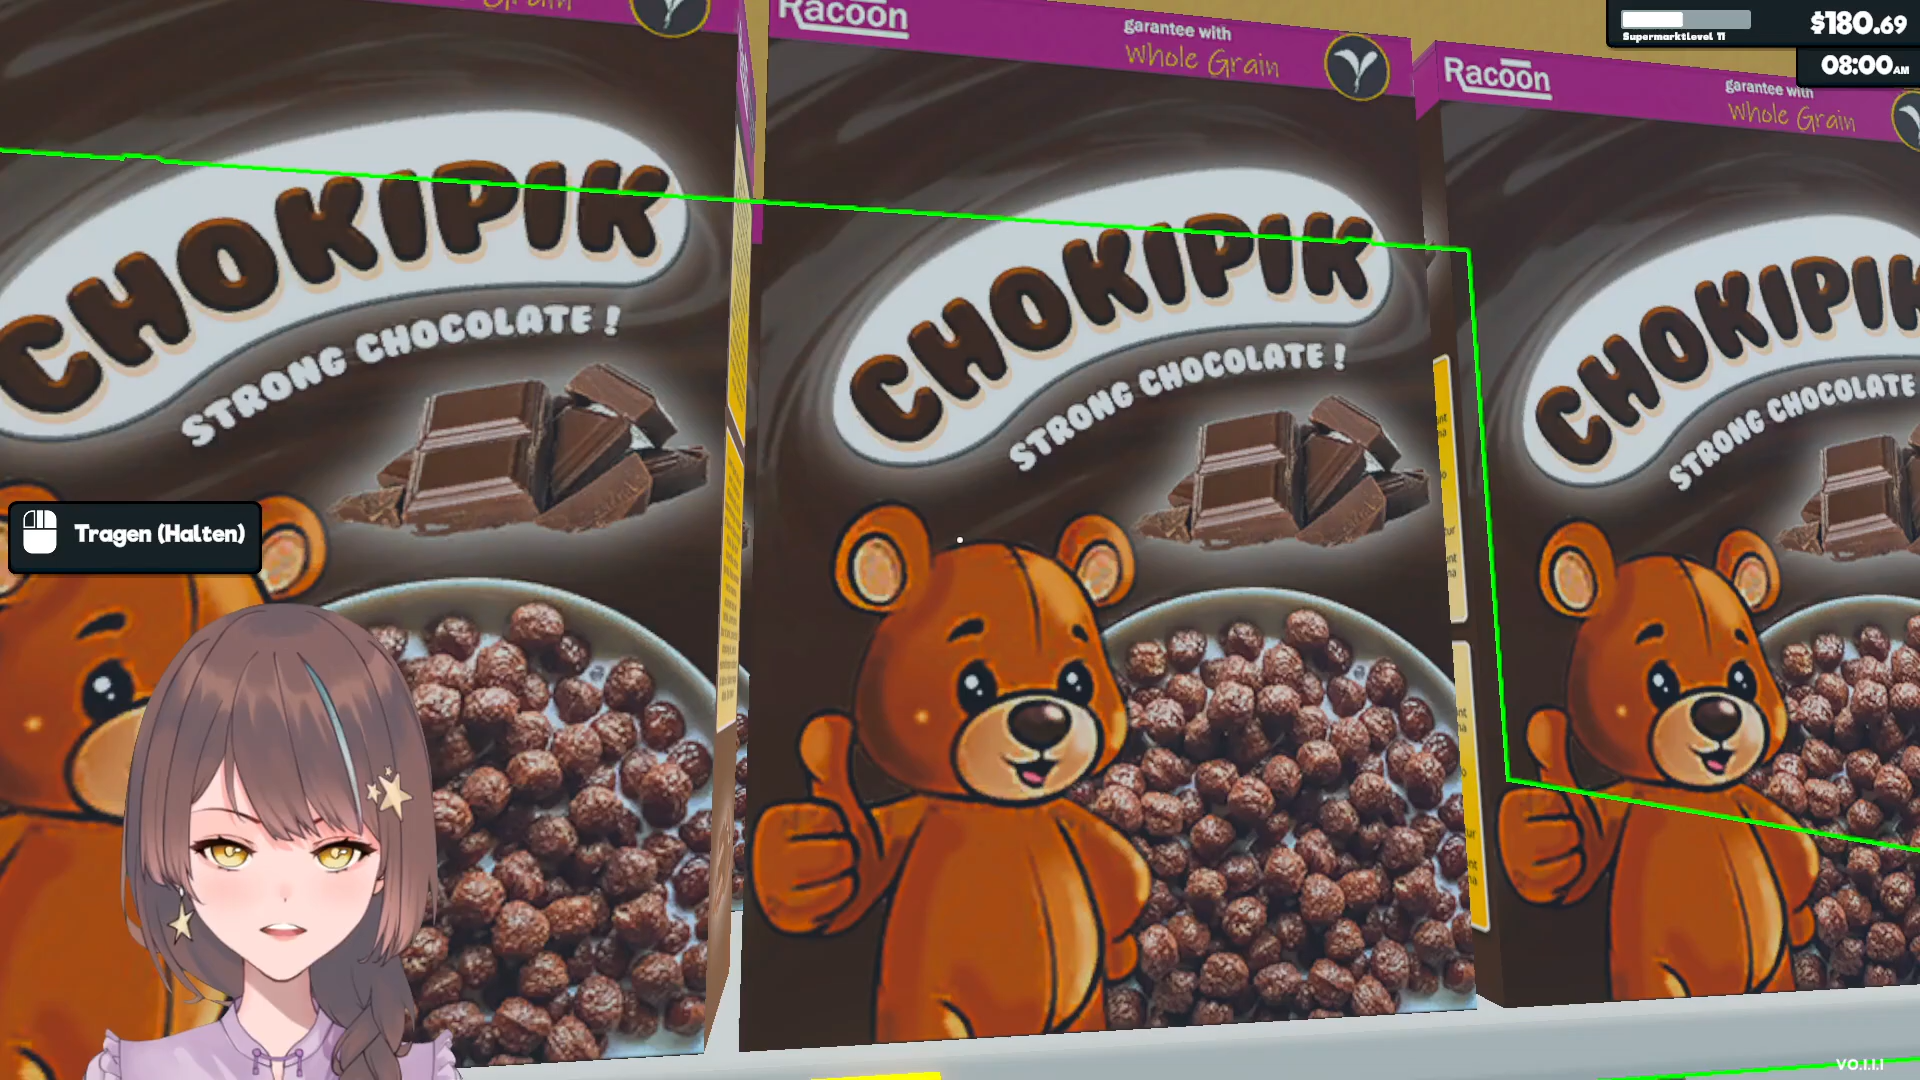 Grain
Racoon
garantee with
Whole Grain
Racoon
garantee with
Whole Grain
Supermarktlevel 11
$180.69
08:00AM
CHOKIPIK
STRONG CHOCOLATE !
CHOKIPIK
STRONG CHOCOLATE !
CHOKIPIK
STRONG CHOCOLATE
Tragen (Halten)
V0.1.1.1